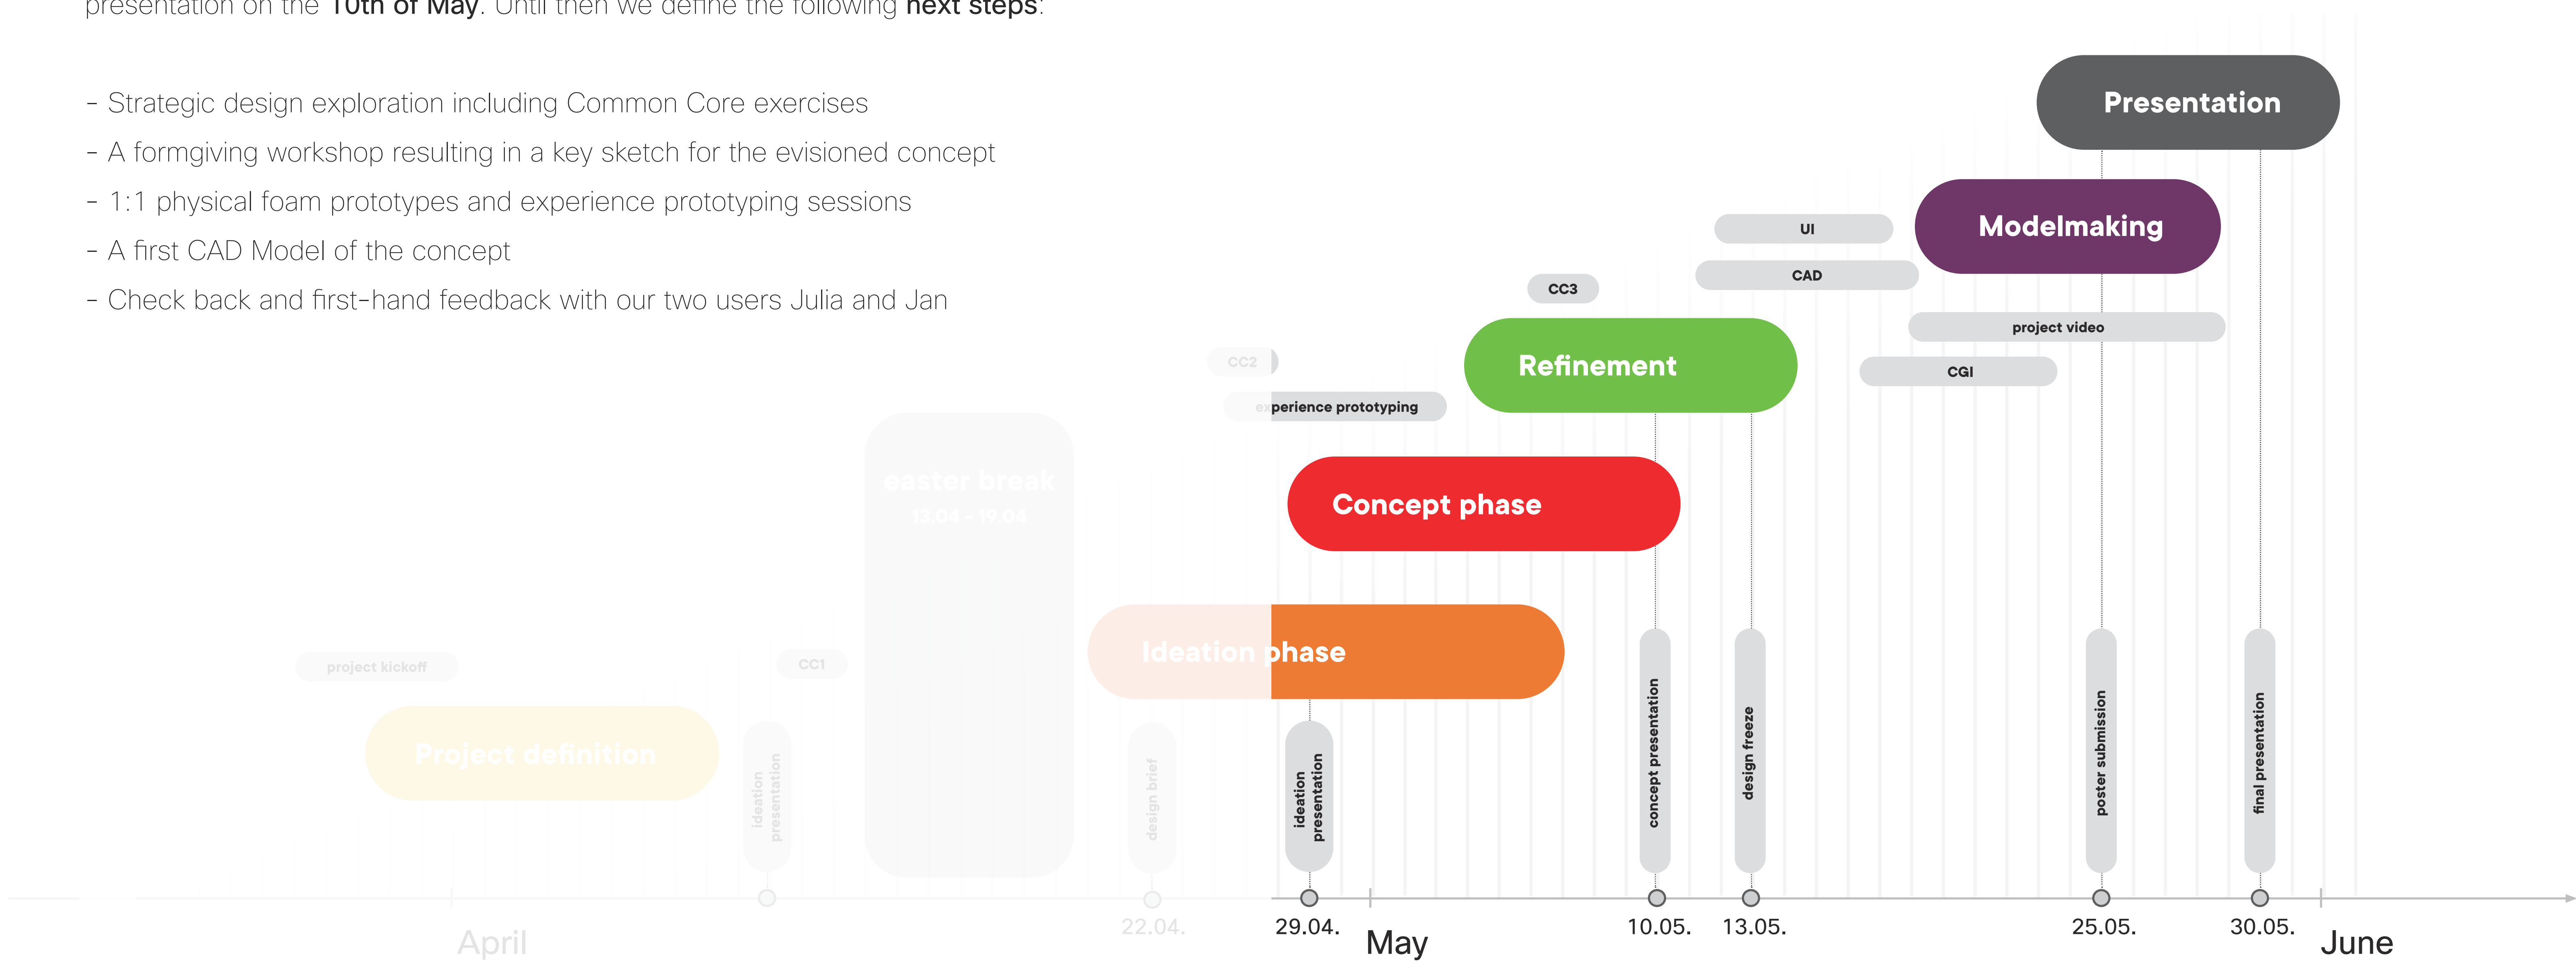 presentation on the 10th of May. Until then we define the following next steps:
- Strategic design exploration including Common Core exercises
- A formgiving workshop resulting in a key sketch for the evisioned concept
- 1:1 physical foam prototypes and experience prototyping sessions
- A first CAD Model of the concept
- Check back and first-hand feedback with our two users Julia and Jan
Presentation
Modelmaking
UI
CAD
CC3
project video
Refinement
CGI
CC2
experience prototyping
easter break
13.04 - 19.04
Concept phase
Ideation phase
project kickoff
CC1
Project definition
ideation
presentation
design brief
ideation
presentation
concept presentation
design freeze
poster submission
final presentation
22.04.
29.04.
10.05.
13.05.
25.05.
30.05.
April
May
June